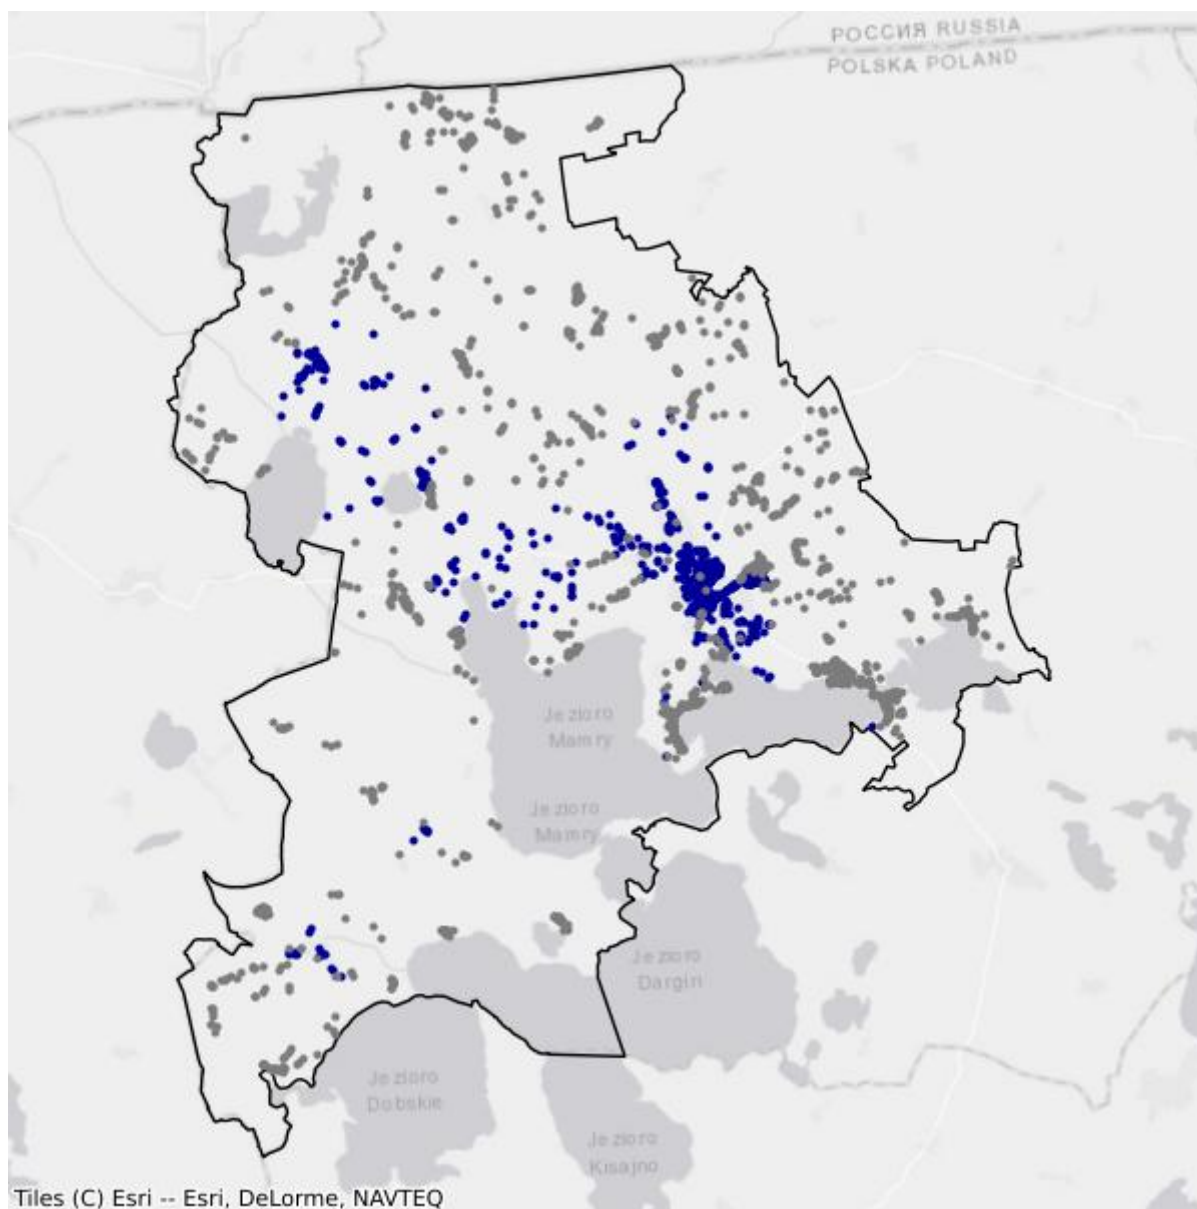 РОССИЯ RUSSIA
POLSKA POLAND
Jezioro
Mamry
Jezioro
Mamry
Jezioro
Dargin
Jezioro
Dobskie
Jezioro
Kisajno
Tiles (C) Esri -- Esri, DeLorme, NAVTEQ